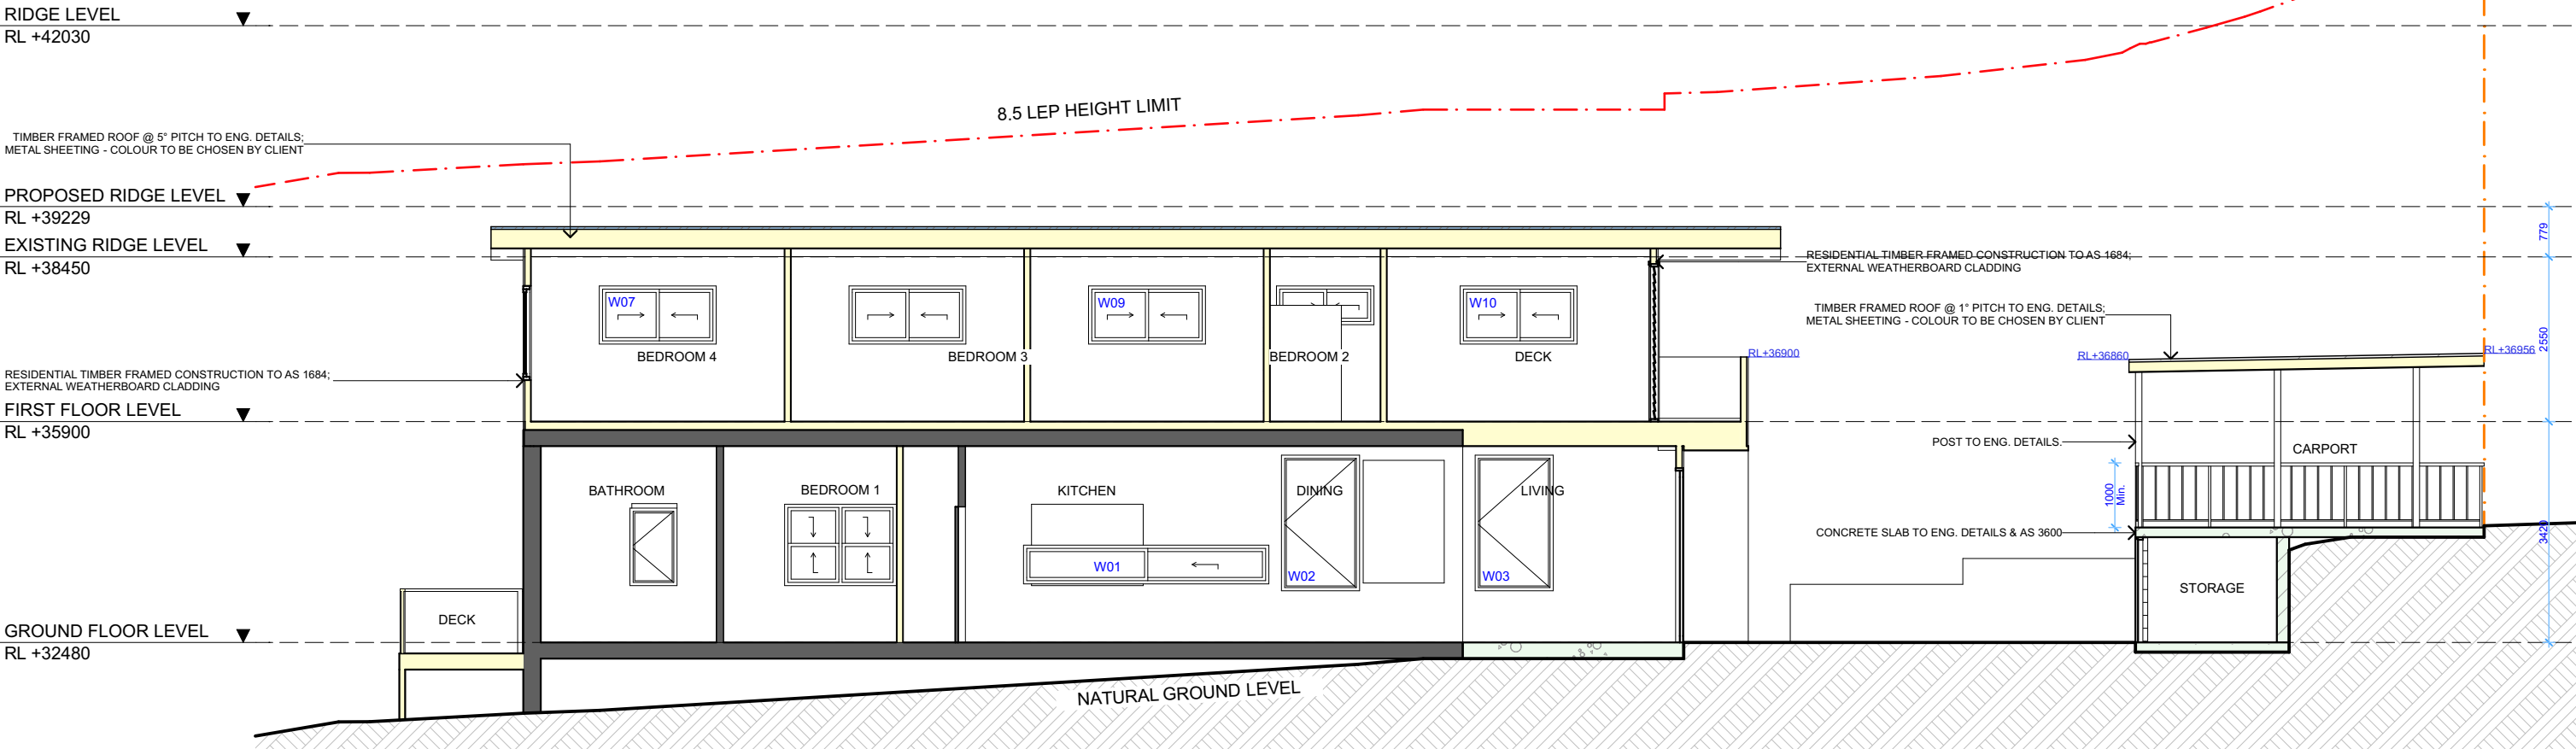 RIDGE LEVEL
RL +42030
8.5 LEP HEIGHT LIMIT
TIMBER FRAMED ROOF @ 5° PITCH TO ENG. DETAILS;
METAL SHEETING - COLOUR TO BE CHOSEN BY CLIENT
PROPOSED RIDGE LEVEL
RL +39229
779
EXISTING RIDGE LEVEL
RL +38450
RESIDENTIAL TIMBER FRAMED CONSTRUCTION TO AS 1684;
EXTERNAL WEATHERBOARD CLADDING
W07
W09
W10
TIMBER FRAMED ROOF @ 1° PITCH TO ENG. DETAILS;
METAL SHEETING - COLOUR TO BE CHOSEN BY CLIENT
2550
BEDROOM 4
BEDROOM 3
BEDROOM 2
DECK
RL+36900
RL+36860
RL+36956
RESIDENTIAL TIMBER FRAMED CONSTRUCTION TO AS 1684;
EXTERNAL WEATHERBOARD CLADDING
FIRST FLOOR LEVEL
RL +35900
POST TO ENG. DETAILS.
CARPORT
BATHROOM
BEDROOM 1
KITCHEN
DINING
LIVING
1000
Min.
3420
CONCRETE SLAB TO ENG. DETAILS & AS 3600
W01
W02
W03
STORAGE
DECK
GROUND FLOOR LEVEL
RL +32480
NATURAL GROUND LEVEL